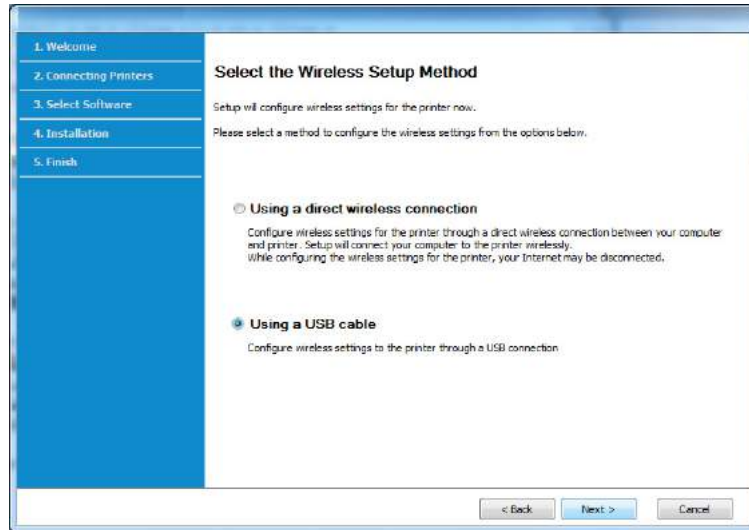 1. Welcome
2. Connecting Printers
3. Select Software
4. Installation
5. Finish
Select the Wireless Setup Method
Setup will configure wireless settings for the printer now.
Please select a method to configure the wireless settings from the options below.
Using a direct wireless connection
Configure wireless settings for the printer through a direct wireless connection between your computer
and printer. Setup will connect your computer to the printer wirelessly.
While configuring the wireless settings for the printer, your Internet may be disconnected.
Using a USB cable
Configure wireless settings to the printer through a USB connection
< Back
Next >
Cancel